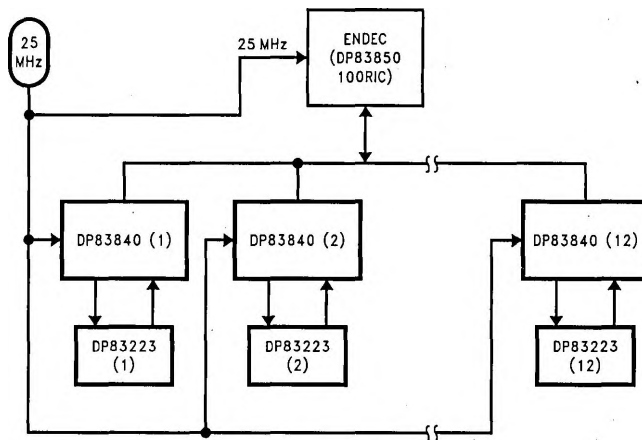 25
MHz
25 MHz
ENDEC
(DP83850
100RIC)
DP83840 (1)
DP83840 (2)
DP83840 (12)
DP83223
(1)
DP83223
(2)
DP83223
(12)